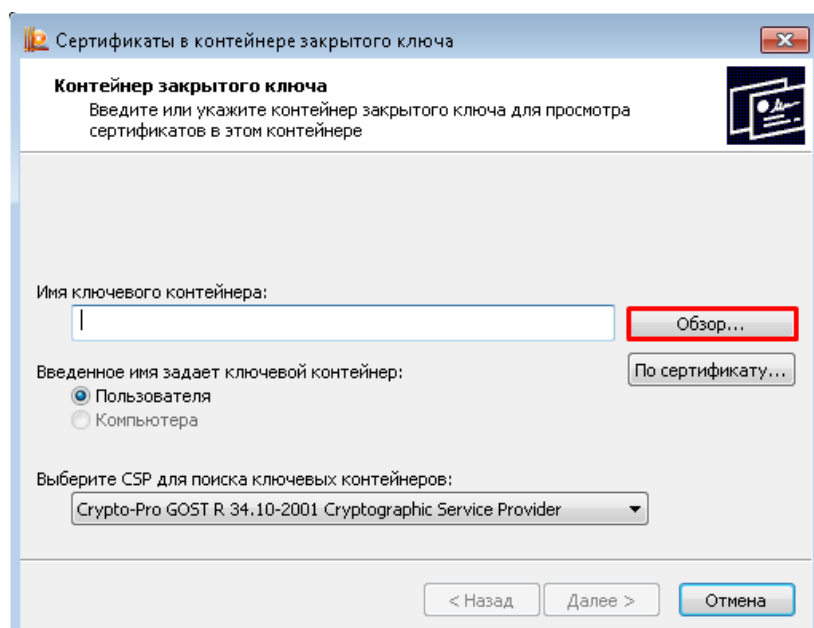 Сертификаты в контейнере закрытого ключа
Контейнер закрытого ключа
Введите или укажите контейнер закрытого ключа для просмотра
сертификатов в этом контейнере
Имя ключевого контейнера:
Обзор...
Введенное имя задает ключевой контейнер:
По сертификату...
Пользователя
Компьютера
Выберите CSP для поиска ключевых контейнеров:
Crypto-Pro GOST R 34.10-2001 Cryptographic Service Provider
< Назад
Далее >
Отмена